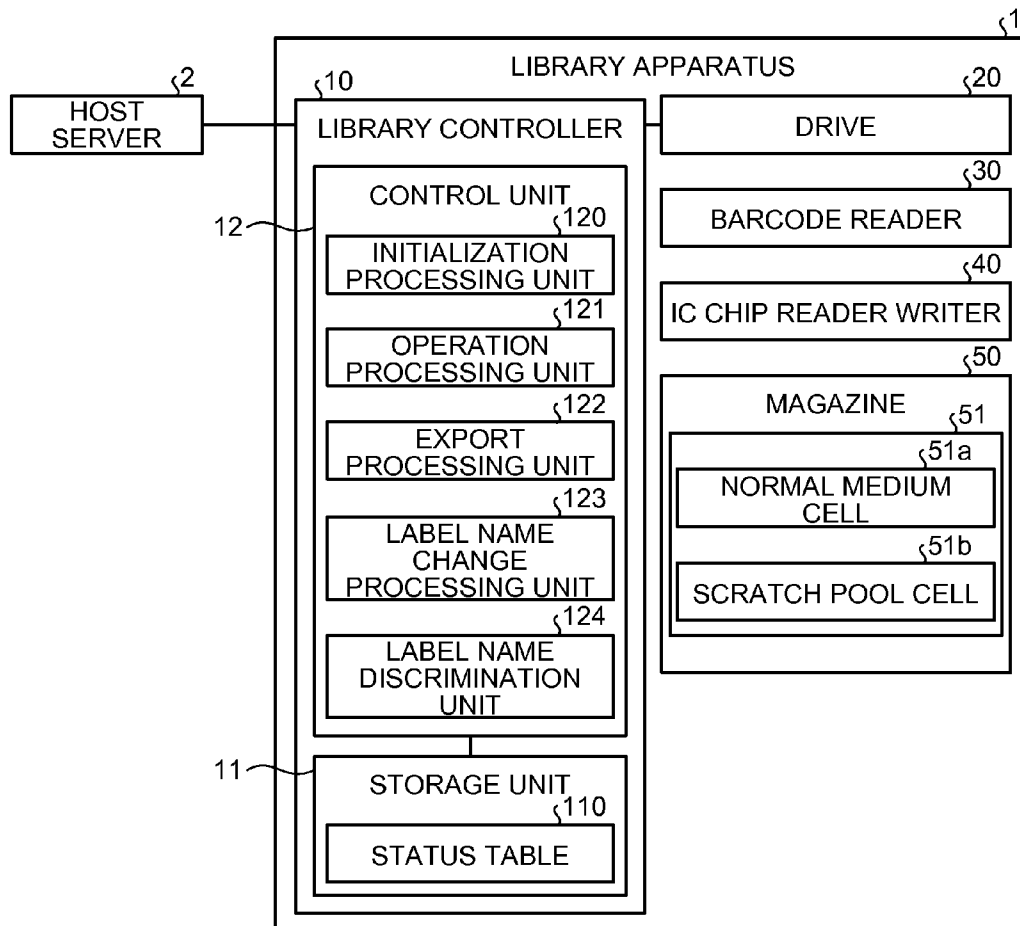 1
LIBRARY APPARATUS
2
HOST
SERVER
10
LIBRARY CONTROLLER
CONTROL UNIT
12
120
INITIALIZATION
PROCESSING UNIT
121
OPERATION
PROCESSING UNIT
122
EXPORT
PROCESSING UNIT
123
LABEL NAME
CHANGE
PROCESSING UNIT
124
LABEL NAME
DISCRIMINATION
UNIT
11
STORAGE UNIT
110
STATUS TABLE
20
DRIVE
30
BARCODE READER
40
IC CHIP READER WRITER
50
MAGAZINE
51
51a
NORMAL MEDIUM
CELL
51b
SCRATCH POOL CELL